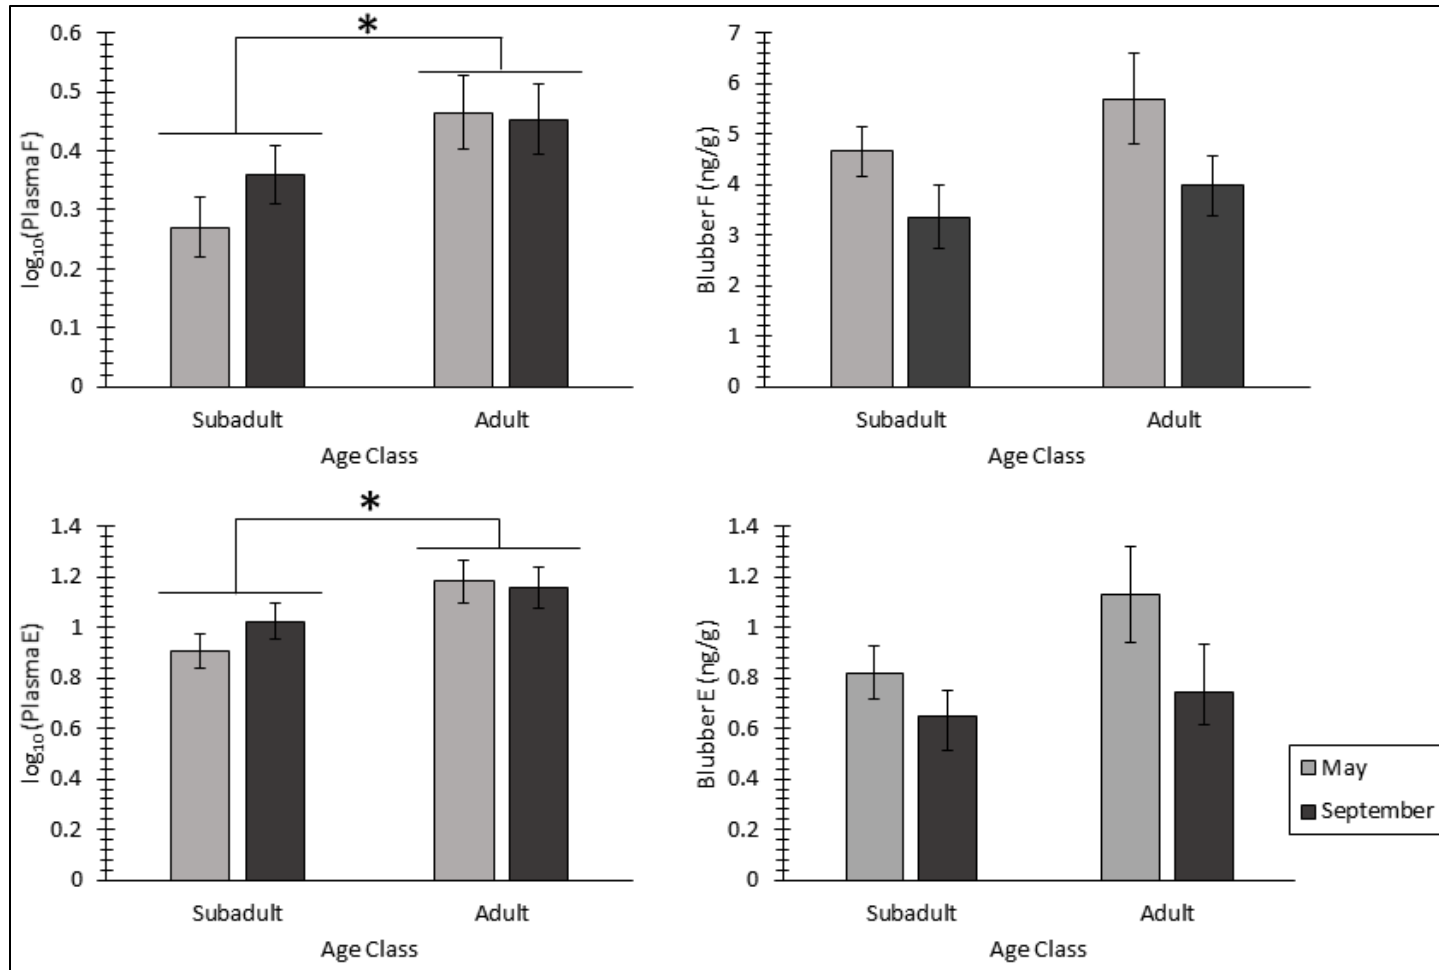 *
0.6
0.5
0.4
0.3
0.2
0.1
0
log₁₀(Plasma F)
Subadult
Adult
Age Class
7
6
5
4
3
2
1
0
Blubber F (ng/g)
Subadult
Adult
Age Class
*
1.4
1.2
1
0.8
0.6
0.4
0.2
0
log₁₀(Plasma E)
Subadult
Adult
Age Class
1.4
1.2
1
0.8
0.6
0.4
0.2
0
Blubber E (ng/g)
Subadult
Adult
Age Class
May
September